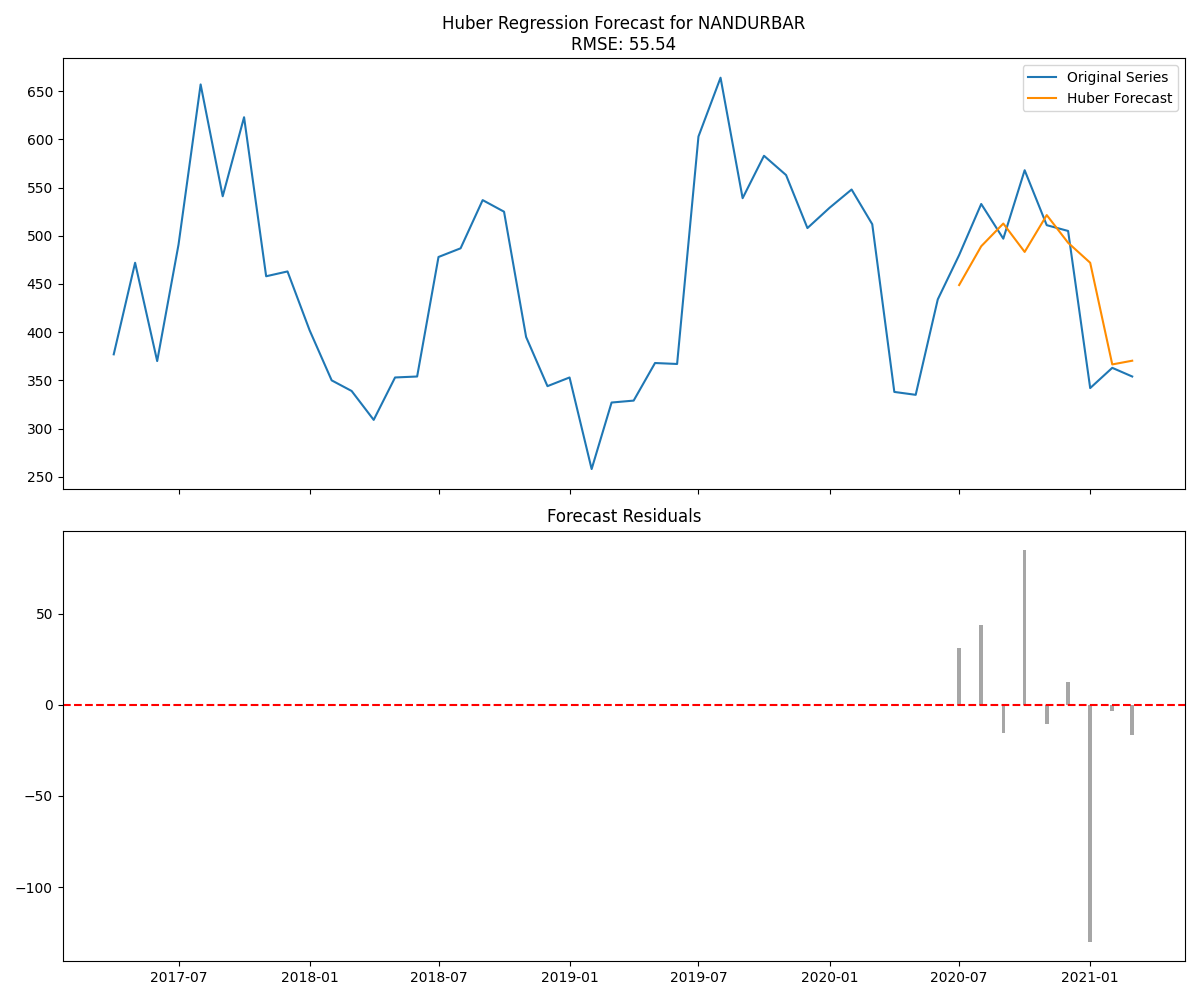 Huber Regression Forecast for NANDURBAR
RMSE: 55.54
Original Series
Huber Forecast
650
600
550
500
450
400
350
300
250
Forecast Residuals
50
0
−50
−100
2017-07 2018-01 2018-07 2019-01 2019-07 2020-01 2020-07 2021-01